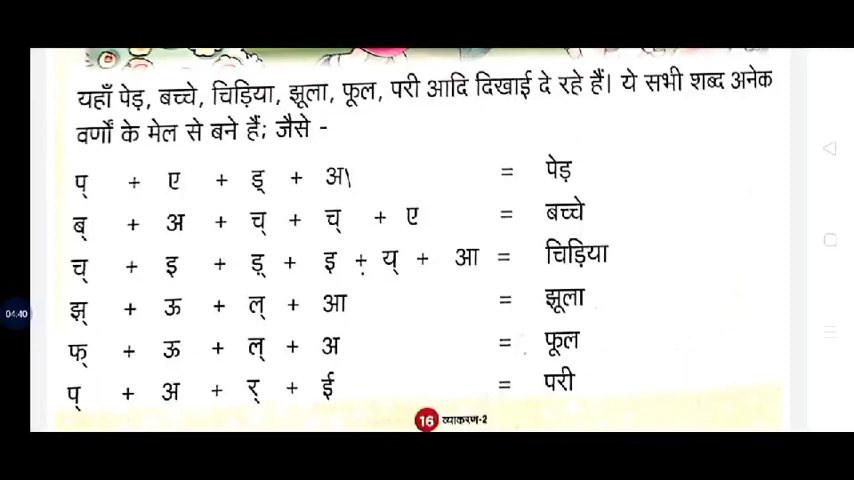 यहाँ पेड़, बच्चे, चिड़िया, झूला, फूल, परी आदि दिखाई दे रहे हैं। ये सभी शब्द अनेक
वर्णों के मेल से बने हैं; जैसे -
प् + ए + ड़् + अ = पेड़
ब् + अ + च् + च् + ए = बच्चे
च् + इ + ड़् + इ + य् + आ = चिड़िया
झ् + ऊ + ल् + आ = झूला
04:40
फ् + ऊ + ल् + अ = फूल
प् + अ + र् + ई = परी
16 व्याकरण-2